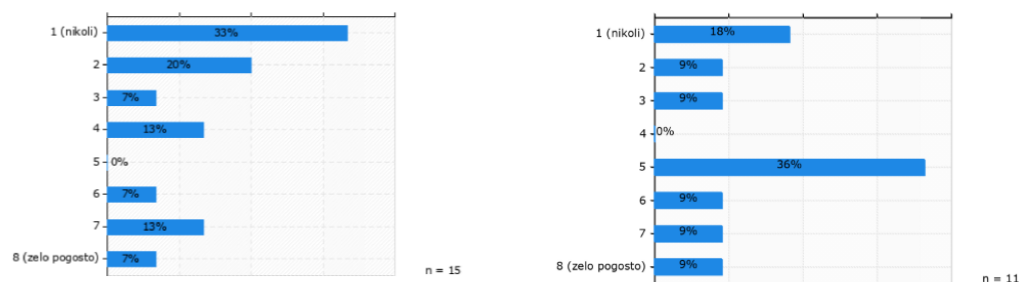 1 (nikoli) 33%
2 20%
3 7%
4 13%
5 0%
6 7%
7 13%
8 (zelo pogosto) 7%
n = 15
1 (nikoli) 18%
2 9%
3 9%
4 0%
5 36%
6 9%
7 9%
8 (zelo pogosto) 9%
n = 11